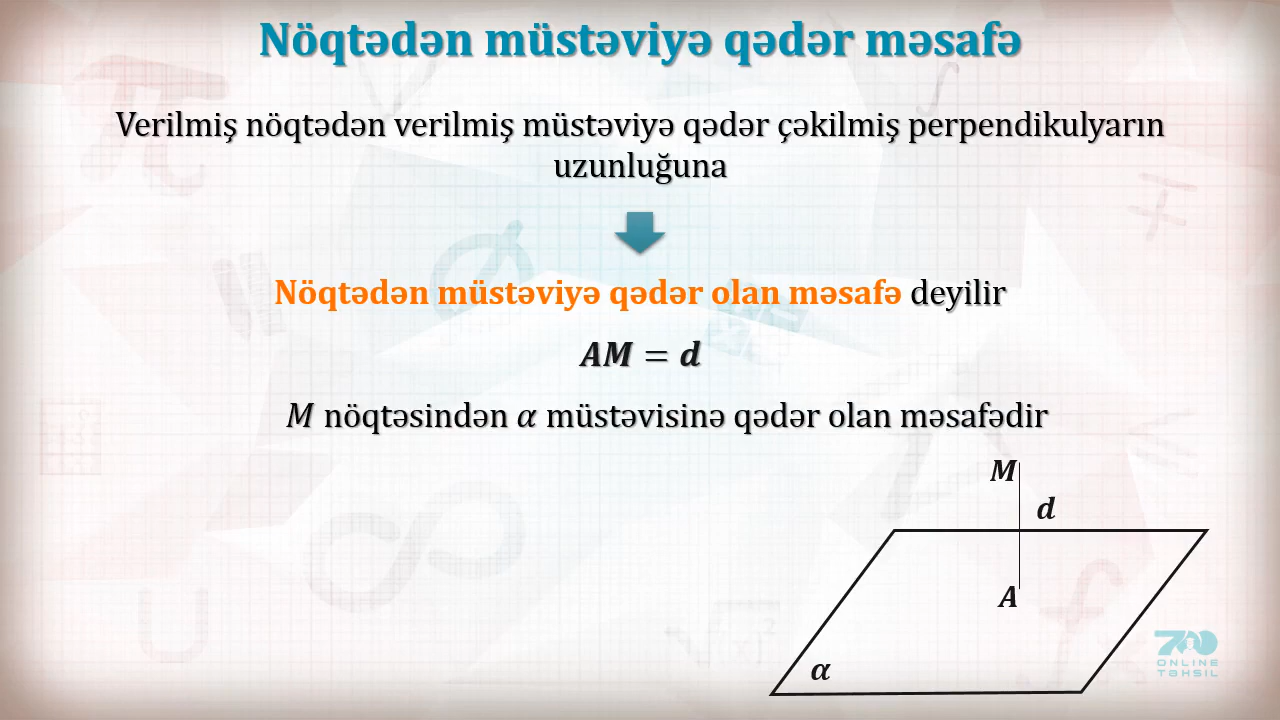 Nöqtədən müstəviyə qədər məsafə
Verilmiş nöqtədən verilmiş müstəviyə qədər çəkilmiş perpendikulyarın
uzunluğuna
Nöqtədən müstəviyə qədər olan məsafə deyilir
AM = d
M nöqtəsindən α müstəvisinə qədər olan məsafədir
M
d
A
α
700
ONLINE
TƏHSİL